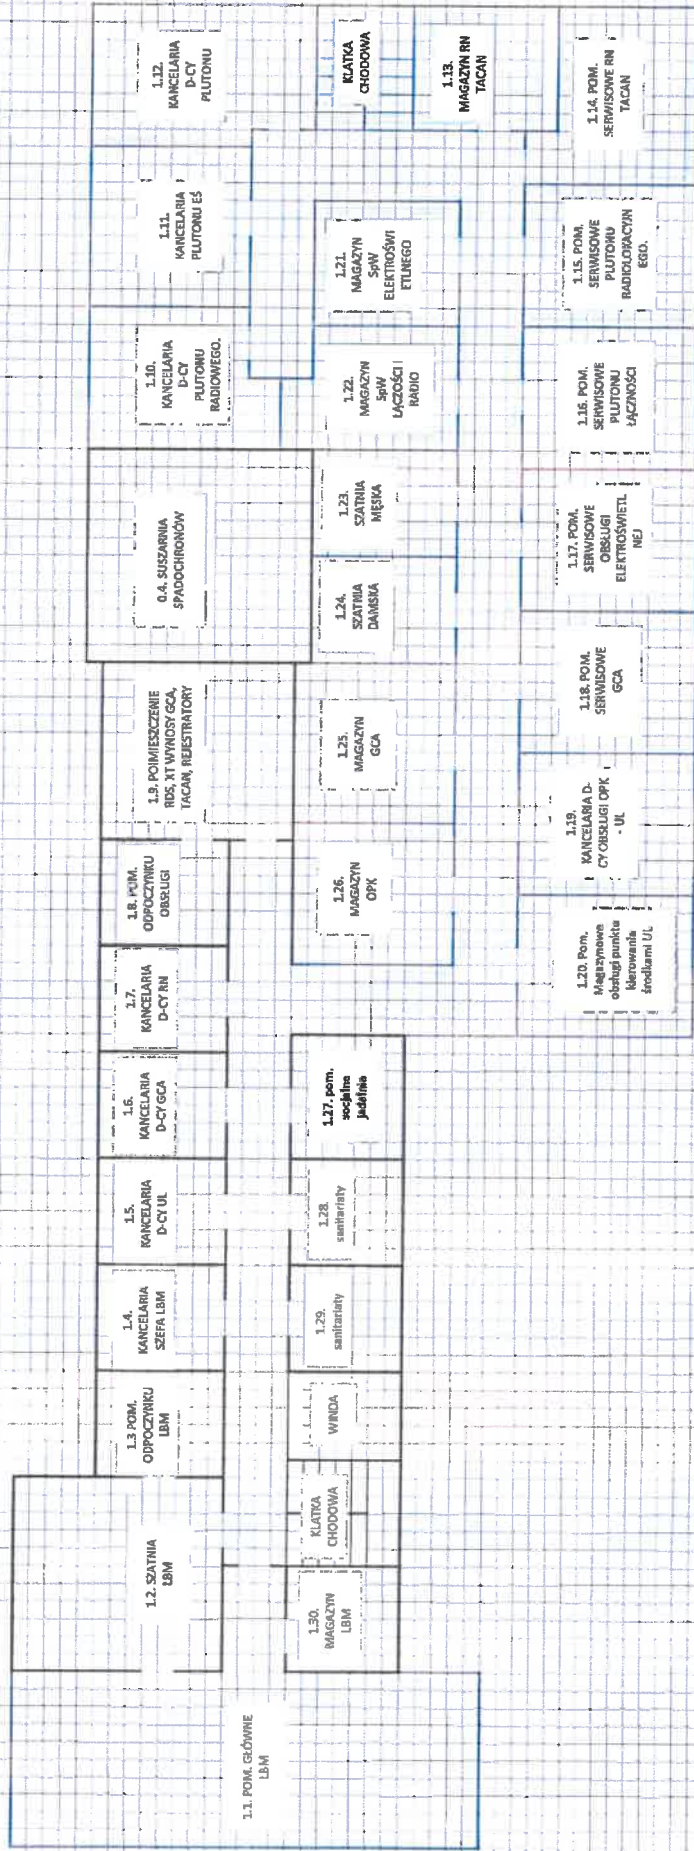 1.1. POM. GŁÓWNE
LBM
1.2. SZATNIA
ŁBM
1.3 POM.
ODPOCZYNKU
LBM
1.4.
KANCELARIA
SZEFA LBM
1.5.
KANCELARIA
D-CY UL
1.6.
KANCELARIA
D-CY GCA
1.7.
KANCELARIA
D-CY RN
1.8. POM.
ODPOCZYNKU
OBSŁUGI
1.9. POIMIESZCZENIE
RDS, XT WYNOSY GCA,
TACAN, REJESTRATORY
0.4. SUSZARNIA
SPADOCHRONÓW
1.10.
KANCELARIA
D-CY
PLUTONU
RADIOWEGO.
1.11.
KANCELARIA
PLUTONU EŚ
1.12.
KANCELARIA
D-CY
PLUTONU
KLATKA
CHODOWA
1.13.
MAGAZYN RN
TACAN
1.14. POM.
SERWISOWE RN
TACAN
1.15. POM.
SERWISOWE
PLUTONU
RADIOLOKACYJN
EGO.
1.16. POM.
SERWISOWE
PLUTONU
ŁĄCZNOŚCI
1.17. POM.
SERWISOWE
OBSŁUGI
ELEKTROŚWIETL
NEJ
1.18. POM.
SERWISOWE
GCA
1.19.
KANCELARIA D-
CY OBSŁUGI OPK
- UL
1.20. Pom.
Magazynowe
obsługi punktu
kierowania
środkami UL
1.21.
MAGAZYN
SpW
ELEKTROŚWI
ETLNEGO
1.22.
MAGAZYN
SpW
ŁĄCZOŚCI I
RADIO
1.23.
SZATNIA
MĘSKA
1.24.
SZATNIA
DAMSKA
1.25.
MAGAZYN
GCA
1.26.
MAGAZYN
OPK
1.27. pom.
socjalne
jadalnia
1.28.
sanitariaty
1.29.
sanitariaty
WINDA
KLATKA
CHODOWA
1.30.
MAGAZYN
LBM